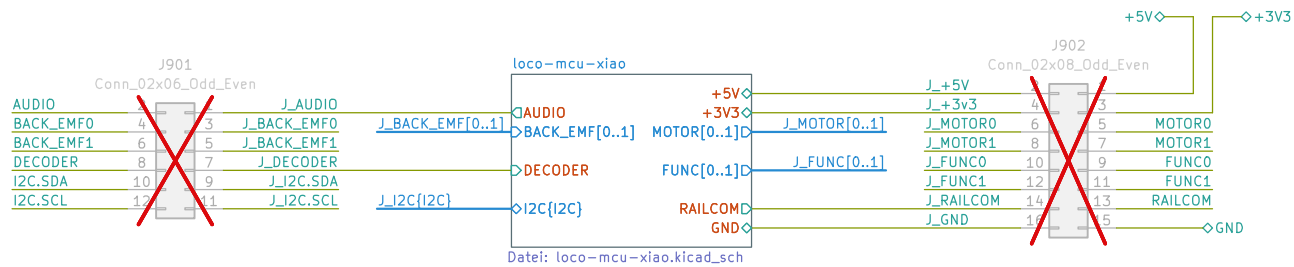 +5V
+3V3
J902
Conn_02x08_Odd_Even
loco-mcu-xiao
J901
Conn_02x06_Odd_Even
AUDIO 2 1 J_AUDIO
BACK_EMF0 4 3 J_BACK_EMF0
BACK_EMF1 6 5 J_BACK_EMF1
DECODER 8 7 J_DECODER
I2C.SDA 10 9 J_I2C.SDA
I2C.SCL 12 11 J_I2C.SCL
J_BACK_EMF[0..1]
J_I2C{I2C}
AUDIO
BACK_EMF[0..1]
DECODER
I2C{I2C}
+5V
+3V3
MOTOR[0..1]
FUNC[0..1]
RAILCOM
GND
Datei: loco-mcu-xiao.kicad_sch
J_MOTOR[0..1]
J_FUNC[0..1]
J_+5V 2 1
J_+3v3 4 3
J_MOTOR0 6 5 MOTOR0
J_MOTOR1 8 7 MOTOR1
J_FUNC0 10 9 FUNC0
J_FUNC1 12 11 FUNC1
J_RAILCOM 14 13 RAILCOM
J_GND 16 15 GND